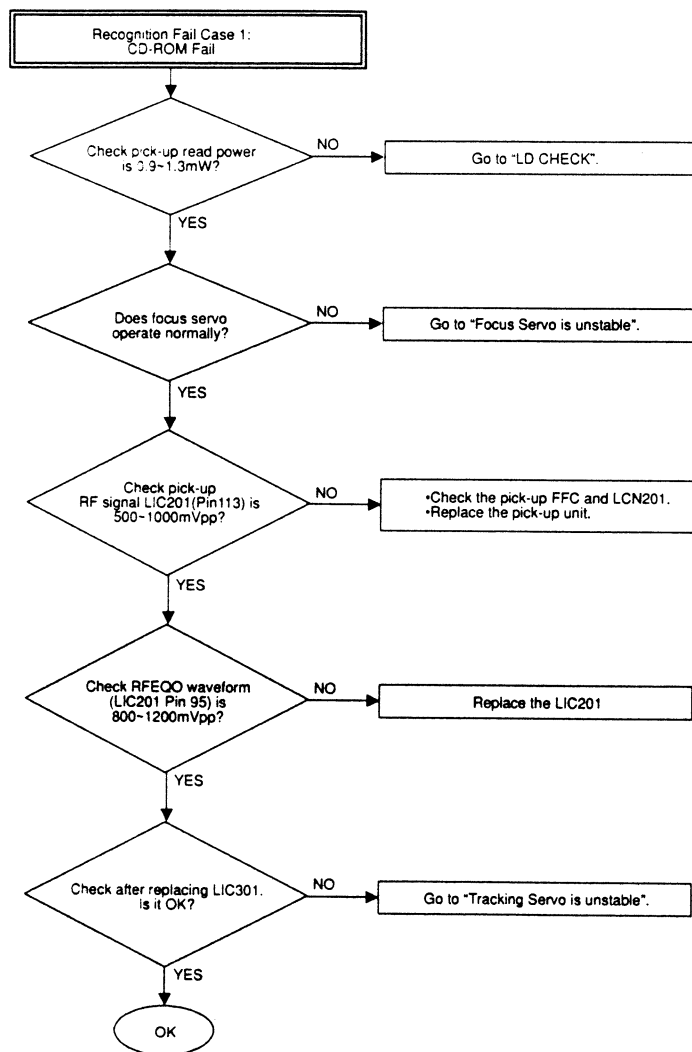 Recognition Fail Case 1:
CD-ROM Fail
Check pick-up read power
is 0.9~1.3mW?
NO
Go to “LD CHECK”.
YES
Does focus servo
operate normally?
NO
Go to “Focus Servo is unstable”.
YES
Check pick-up
RF signal LIC201(Pin113) is
500~1000mVpp?
NO
•Check the pick-up FFC and LCN201.
•Replace the pick-up unit.
YES
Check RFEQO waveform
(LIC201 Pin 95) is
800~1200mVpp?
NO
Replace the LIC201
YES
Check after replacing LIC301.
Is it OK?
NO
Go to “Tracking Servo is unstable”.
YES
OK